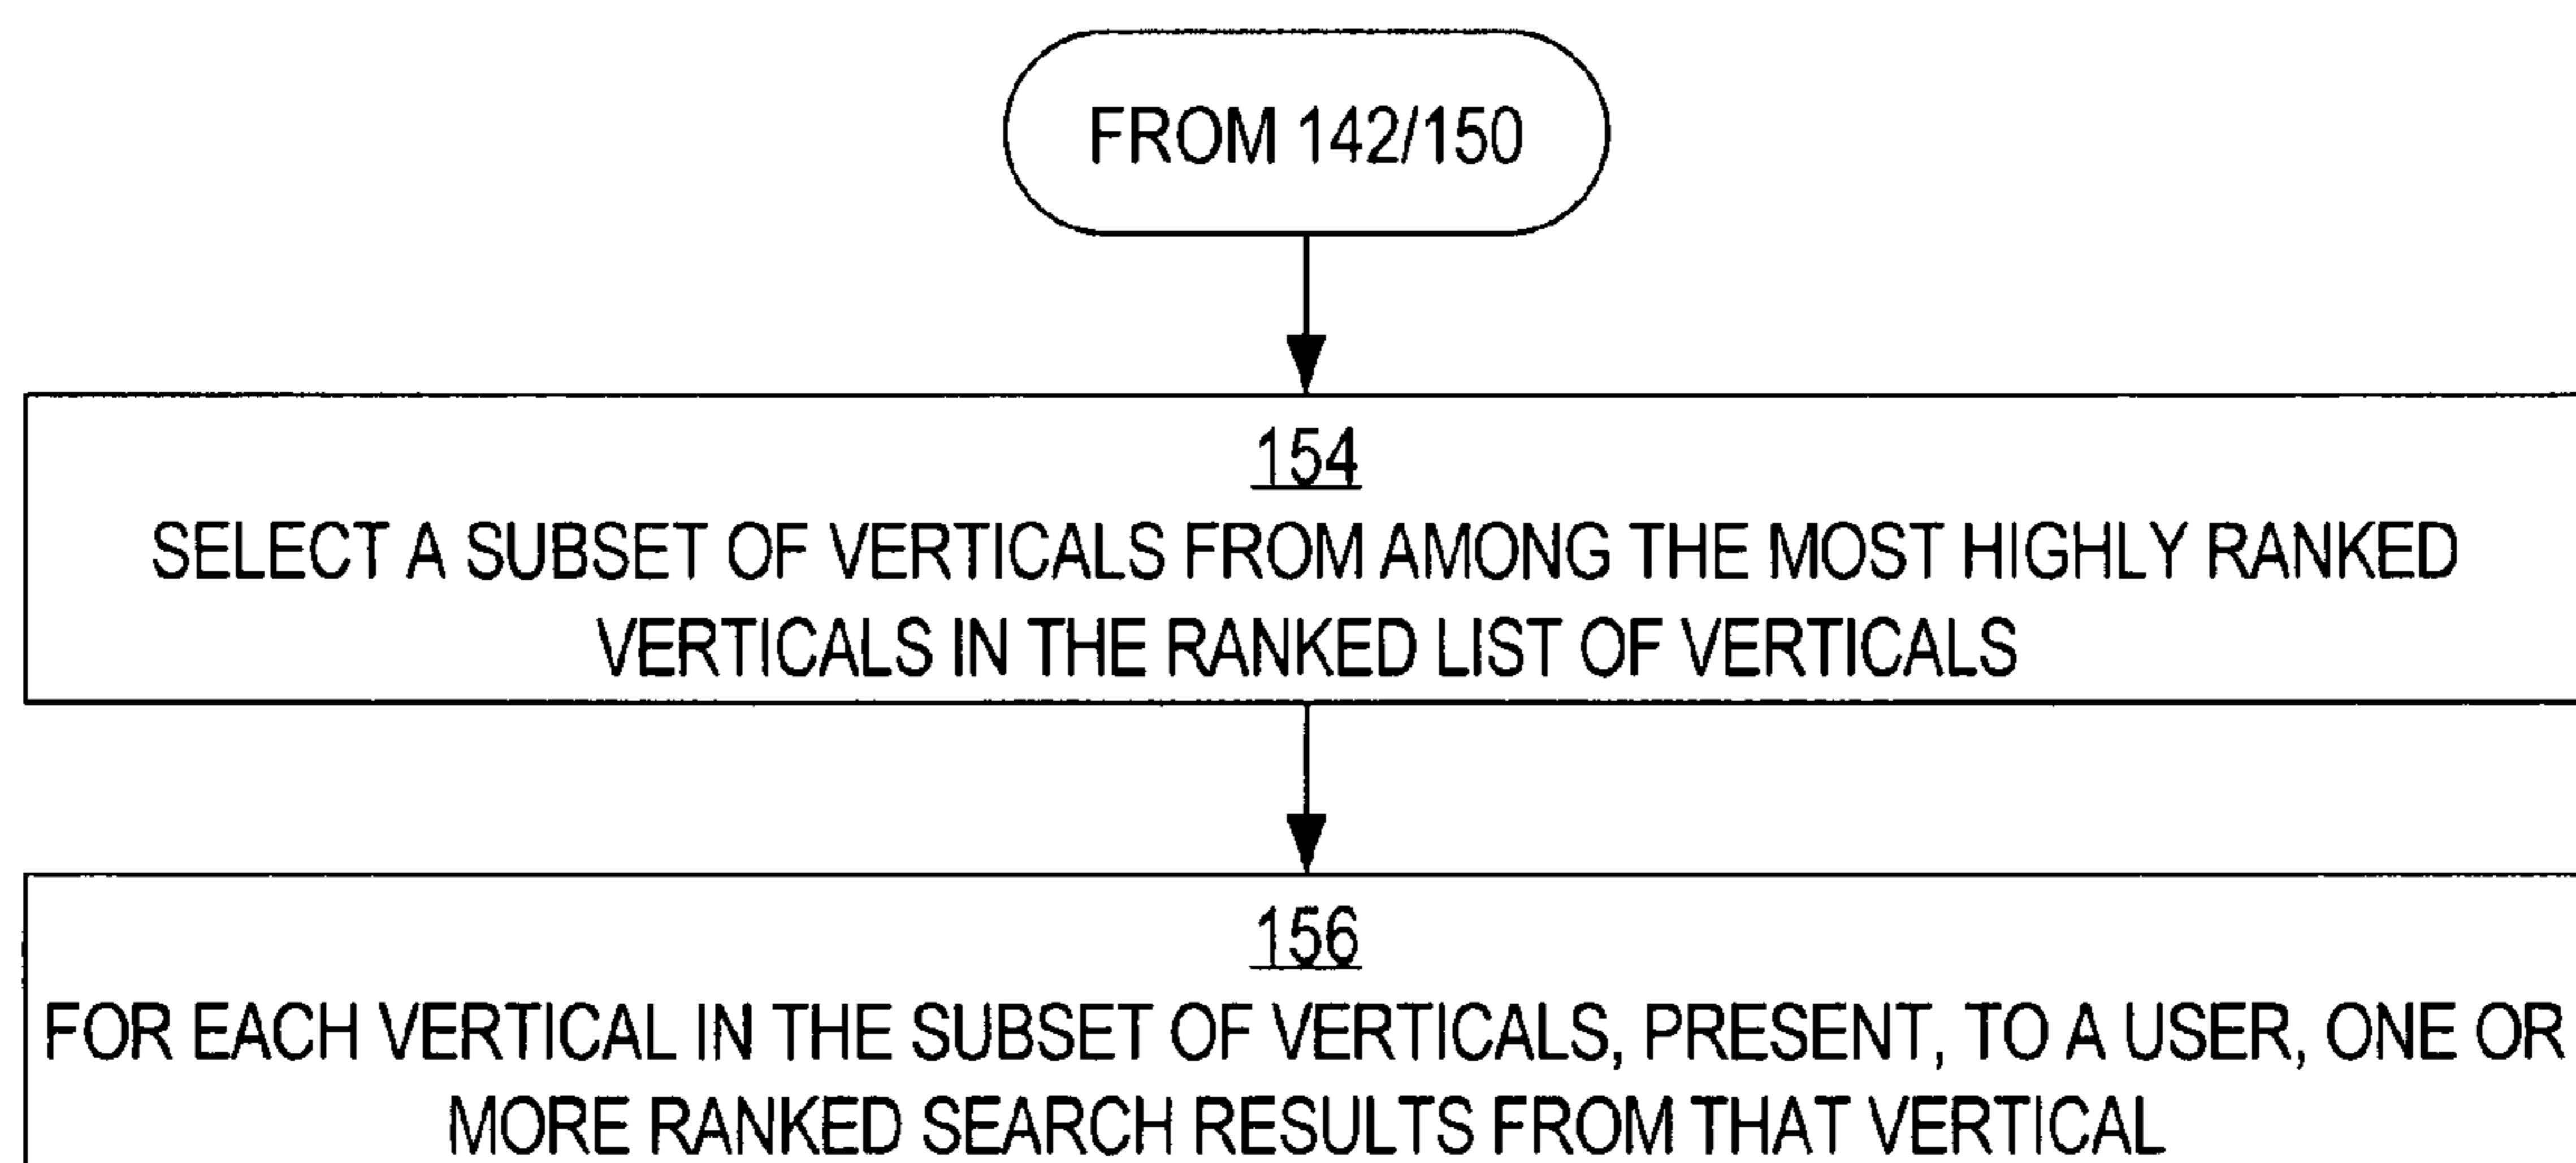 FROM 142/150
154
SELECT A SUBSET OF VERTICALS FROM AMONG THE MOST HIGHLY RANKED
VERTICALS IN THE RANKED LIST OF VERTICALS
156
FOR EACH VERTICAL IN THE SUBSET OF VERTICALS, PRESENT, TO A USER, ONE OR
MORE RANKED SEARCH RESULTS FROM THAT VERTICAL